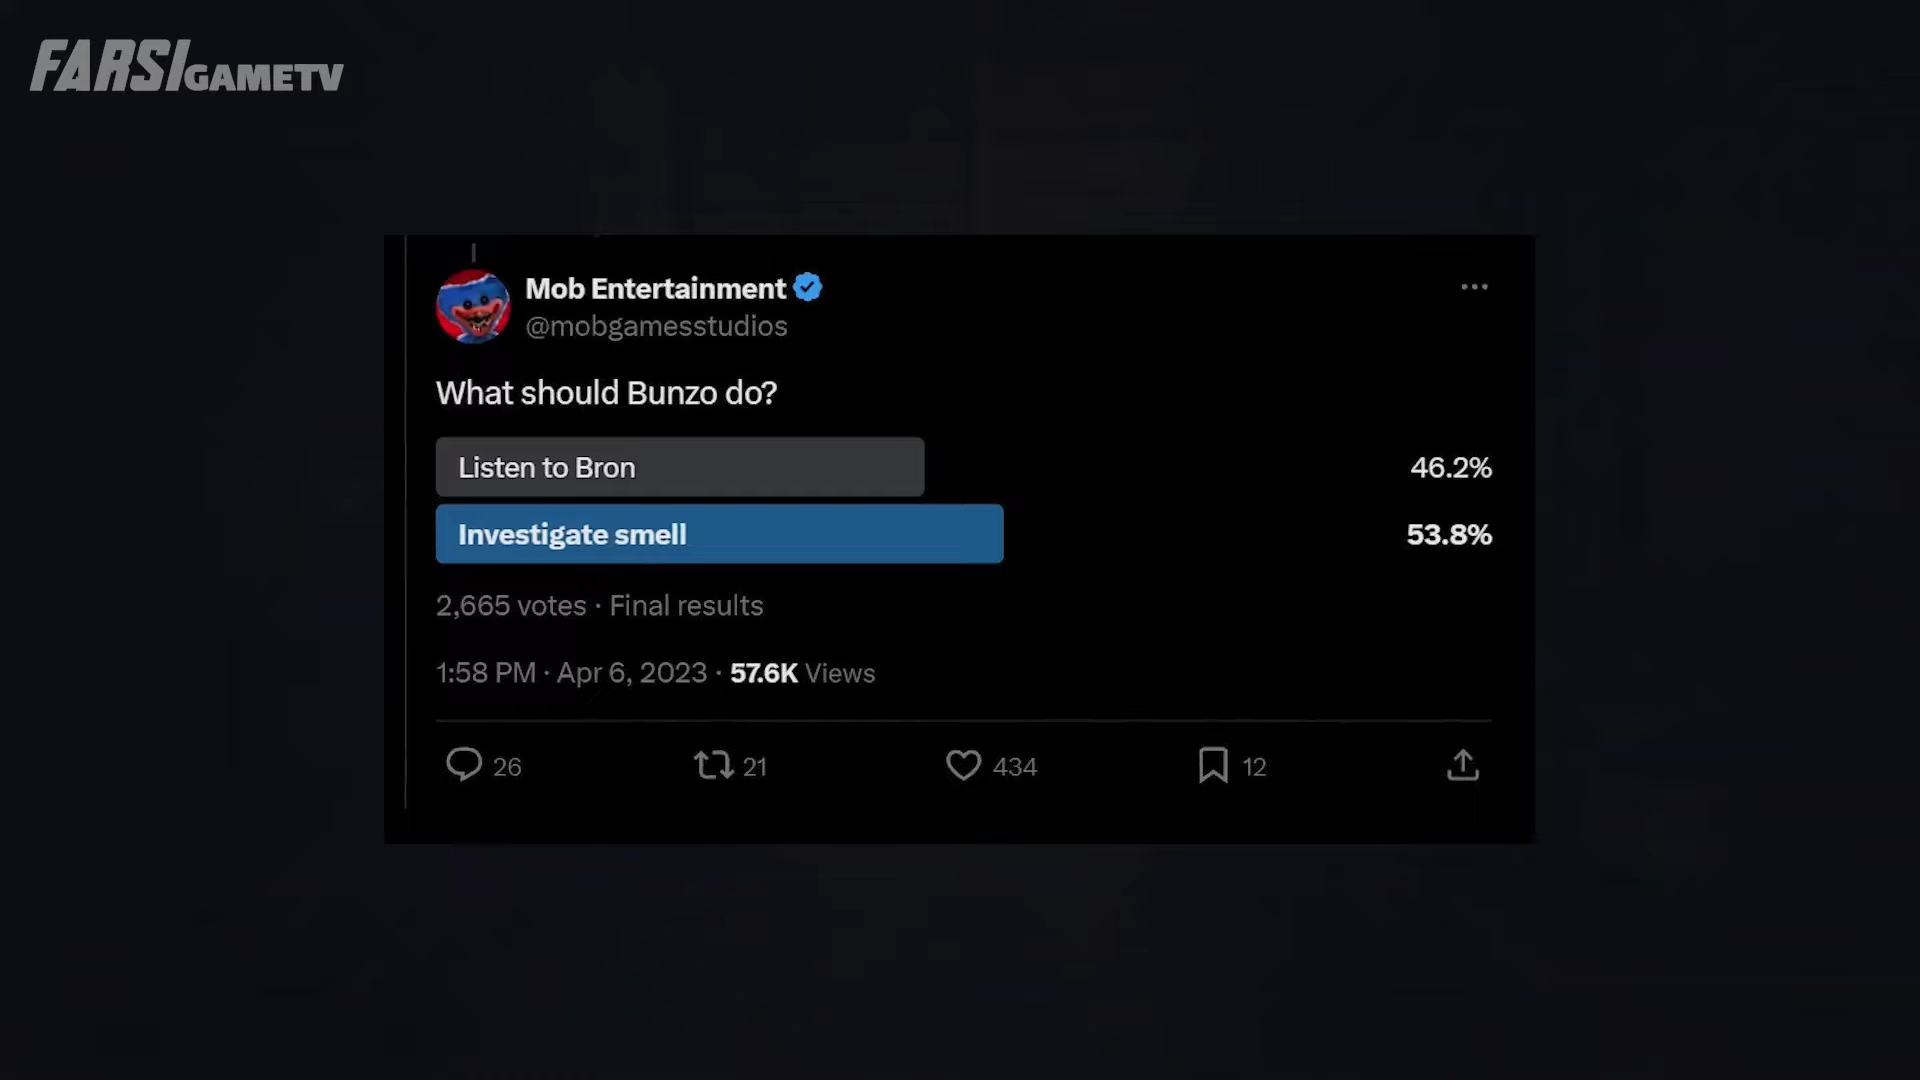 FARSIGAMETV
Mob Entertainment
@mobgamesstudios
What should Bunzo do?
Listen to Bron 46.2%
Investigate smell 53.8%
2,665 votes · Final results
1:58 PM · Apr 6, 2023 · 57.6K Views
26 21 434 12